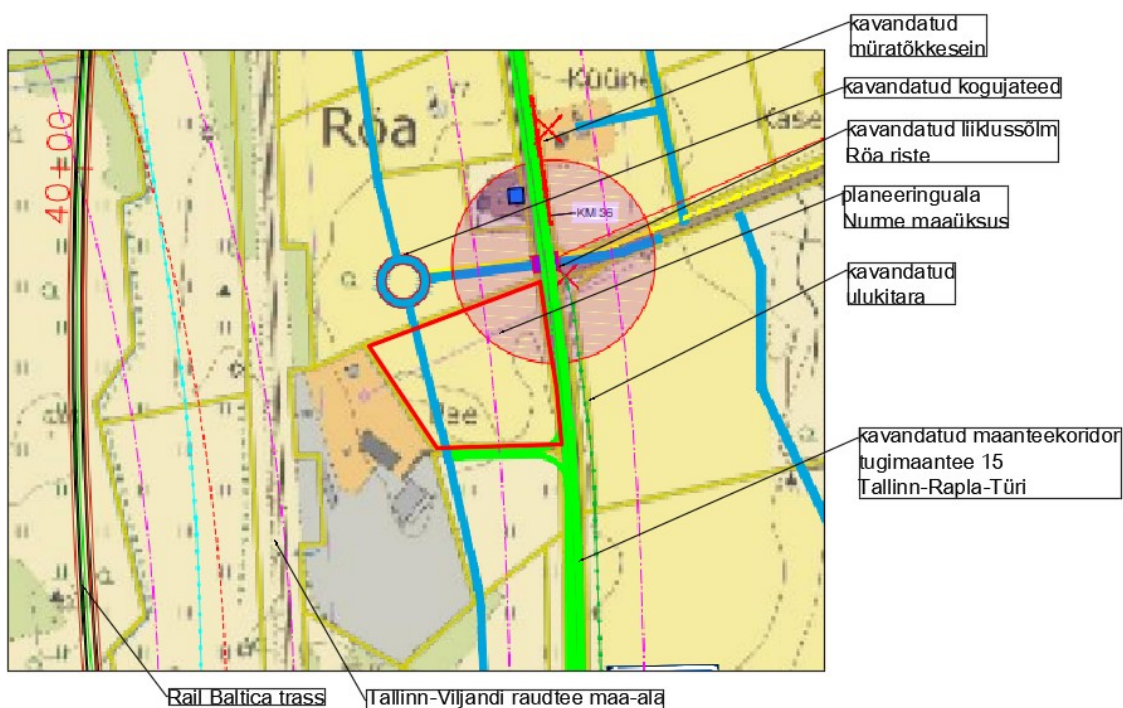 kavandatud
müratõkkesein
kavandatud kogujateed
kavandatud liiklussõlm
Röa riste
planeeringuala
Nurme maaüksus
kavandatud
ulukitara
kavandatud maanteekoridor
tugimaantee 15
Tallinn-Rapla-Türi
Röa
Küüne
Kase
40+00
KM 36
Rail Baltica trass
Tallinn-Viljandi raudtee maa-ala